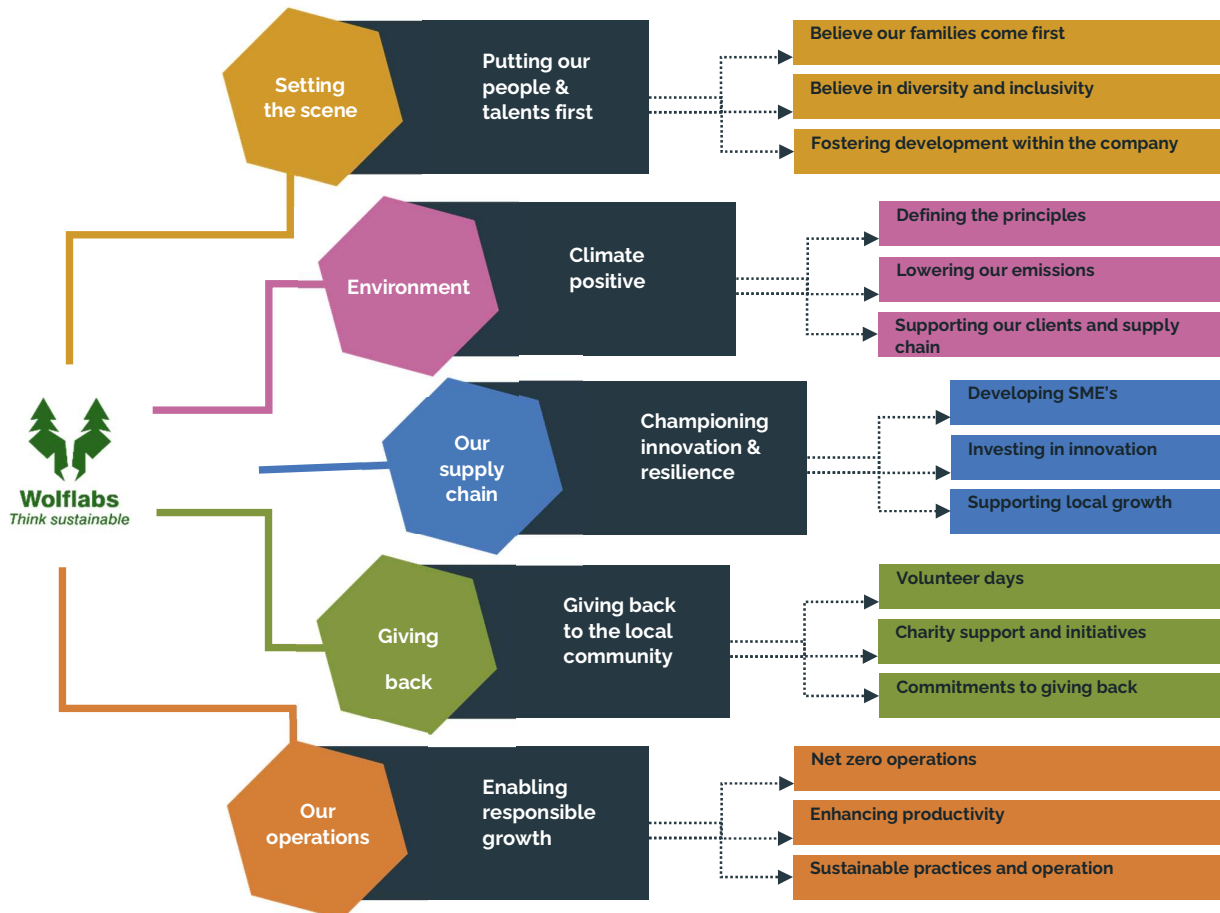 Setting
the scene
Putting our
people &
talents first
Believe our families come first
Believe in diversity and inclusivity
Fostering development within the company
Environment
Climate
positive
Defining the principles
Lowering our emissions
Supporting our clients and supply
chain
Wolflabs
Think sustainable
Our
supply
chain
Championing
innovation &
resilience
Developing SME's
Investing in innovation
Supporting local growth
Giving
back
Giving back
to the local
community
Volunteer days
Charity support and initiatives
Commitments to giving back
Our
operations
Enabling
responsible
growth
Net zero operations
Enhancing productivity
Sustainable practices and operation